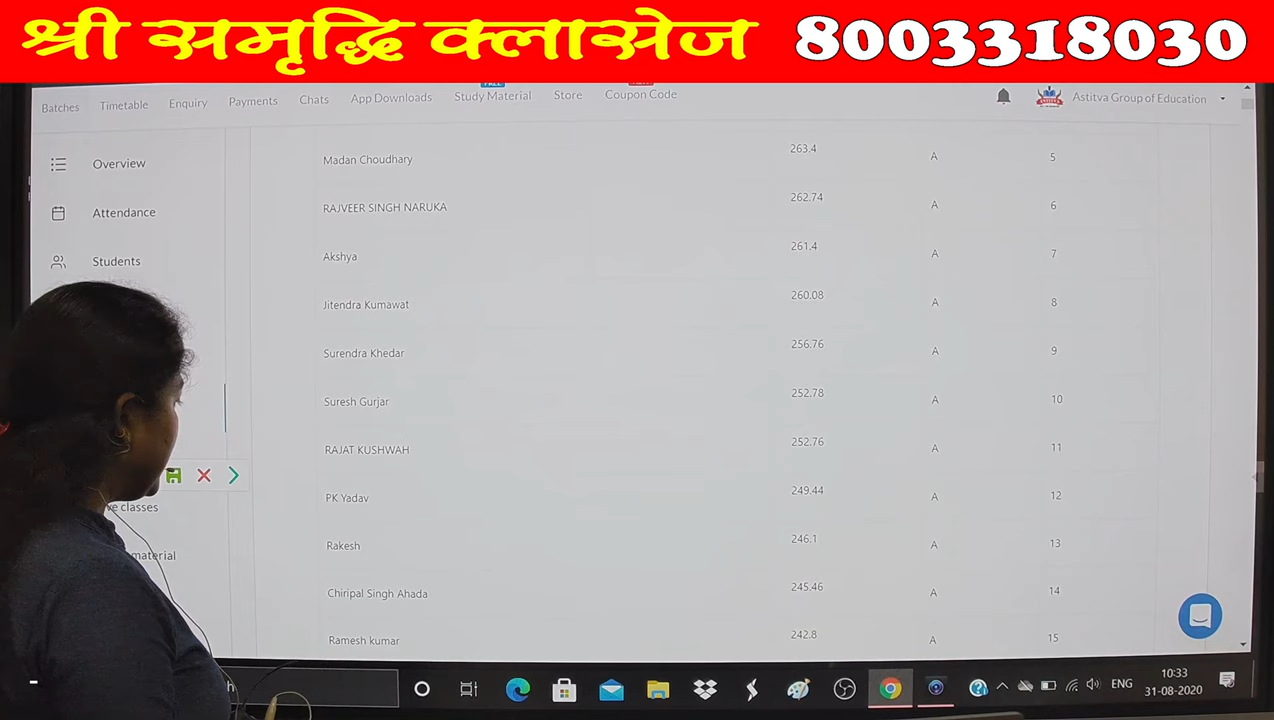 श्री समृद्धि क्लासेज 8003318030
Batches Timetable Enquiry Payments Chats App Downloads Study Material Store Coupon Code Astitva Group of Education
Overview
Attendance
Students
classes
material
Madan Choudhary 263.4 A 5
RAJVEER SINGH NARUKA 262.74 A 6
Akshya 261.4 A 7
Jitendra Kumawat 260.08 A 8
Surendra Khedar 256.76 A 9
Suresh Gurjar 252.78 A 10
RAJAT KUSHWAH 252.76 A 11
PK Yadav 249.44 A 12
Rakesh 246.1 A 13
Chiripal Singh Ahada 245.46 A 14
Ramesh kumar 242.8 A 15
ENG 10:33
31-08-2020